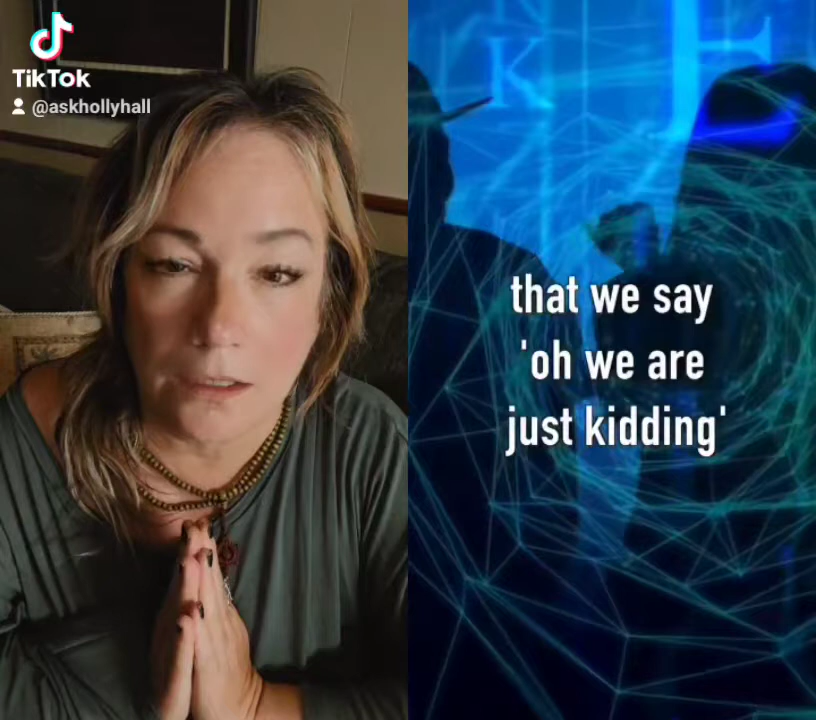 TikTok
@askhollyhall
K
that we say
'oh we are
just kidding'